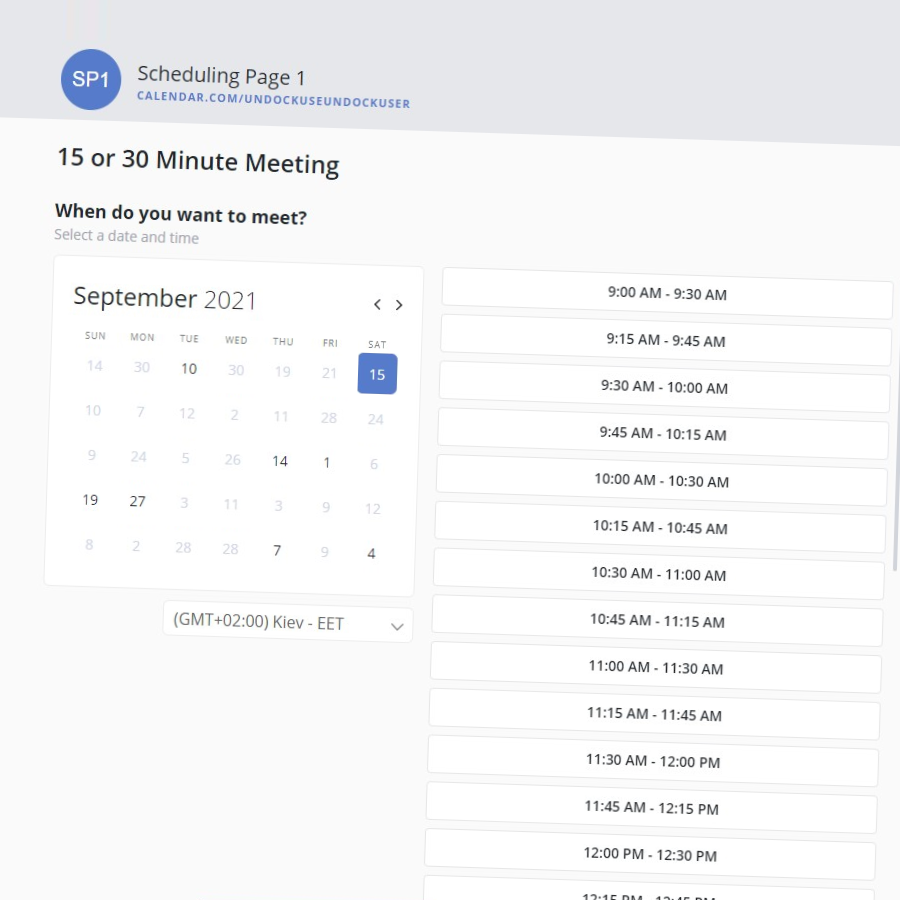 SP1
Scheduling Page 1
CALENDAR.COM/UNDOCKUSEUNDOCKUSER
15 or 30 Minute Meeting
When do you want to meet?
Select a date and time
September 2021
SUN MON TUE WED THU FRI SAT
14 30 10 30 19 21 15
10 7 12 2 11 28 24
9 24 5 26 14 1 6
19 27 3 11 3 9 12
8 2 28 28 7 9 4
(GMT+02:00) Kiev - EET
9:00 AM - 9:30 AM
9:15 AM - 9:45 AM
9:30 AM - 10:00 AM
9:45 AM - 10:15 AM
10:00 AM - 10:30 AM
10:15 AM - 10:45 AM
10:30 AM - 11:00 AM
10:45 AM - 11:15 AM
11:00 AM - 11:30 AM
11:15 AM - 11:45 AM
11:30 AM - 12:00 PM
11:45 AM - 12:15 PM
12:00 PM - 12:30 PM
12:15 PM - 12:45 PM